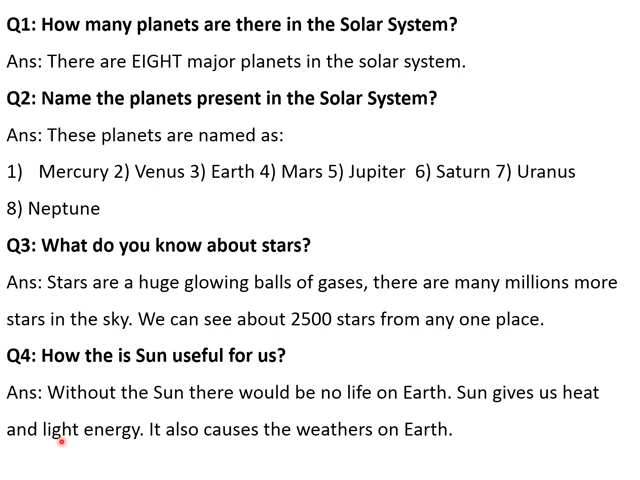 Q1: How many planets are there in the Solar System?
Ans: There are EIGHT major planets in the solar system.
Q2: Name the planets present in the Solar System?
Ans: These planets are named as:
1) Mercury 2) Venus 3) Earth 4) Mars 5) Jupiter 6) Saturn 7) Uranus
8) Neptune
Q3: What do you know about stars?
Ans: Stars are a huge glowing balls of gases, there are many millions more
stars in the sky. We can see about 2500 stars from any one place.
Q4: How the is Sun useful for us?
Ans: Without the Sun there would be no life on Earth. Sun gives us heat
and light energy. It also causes the weathers on Earth.